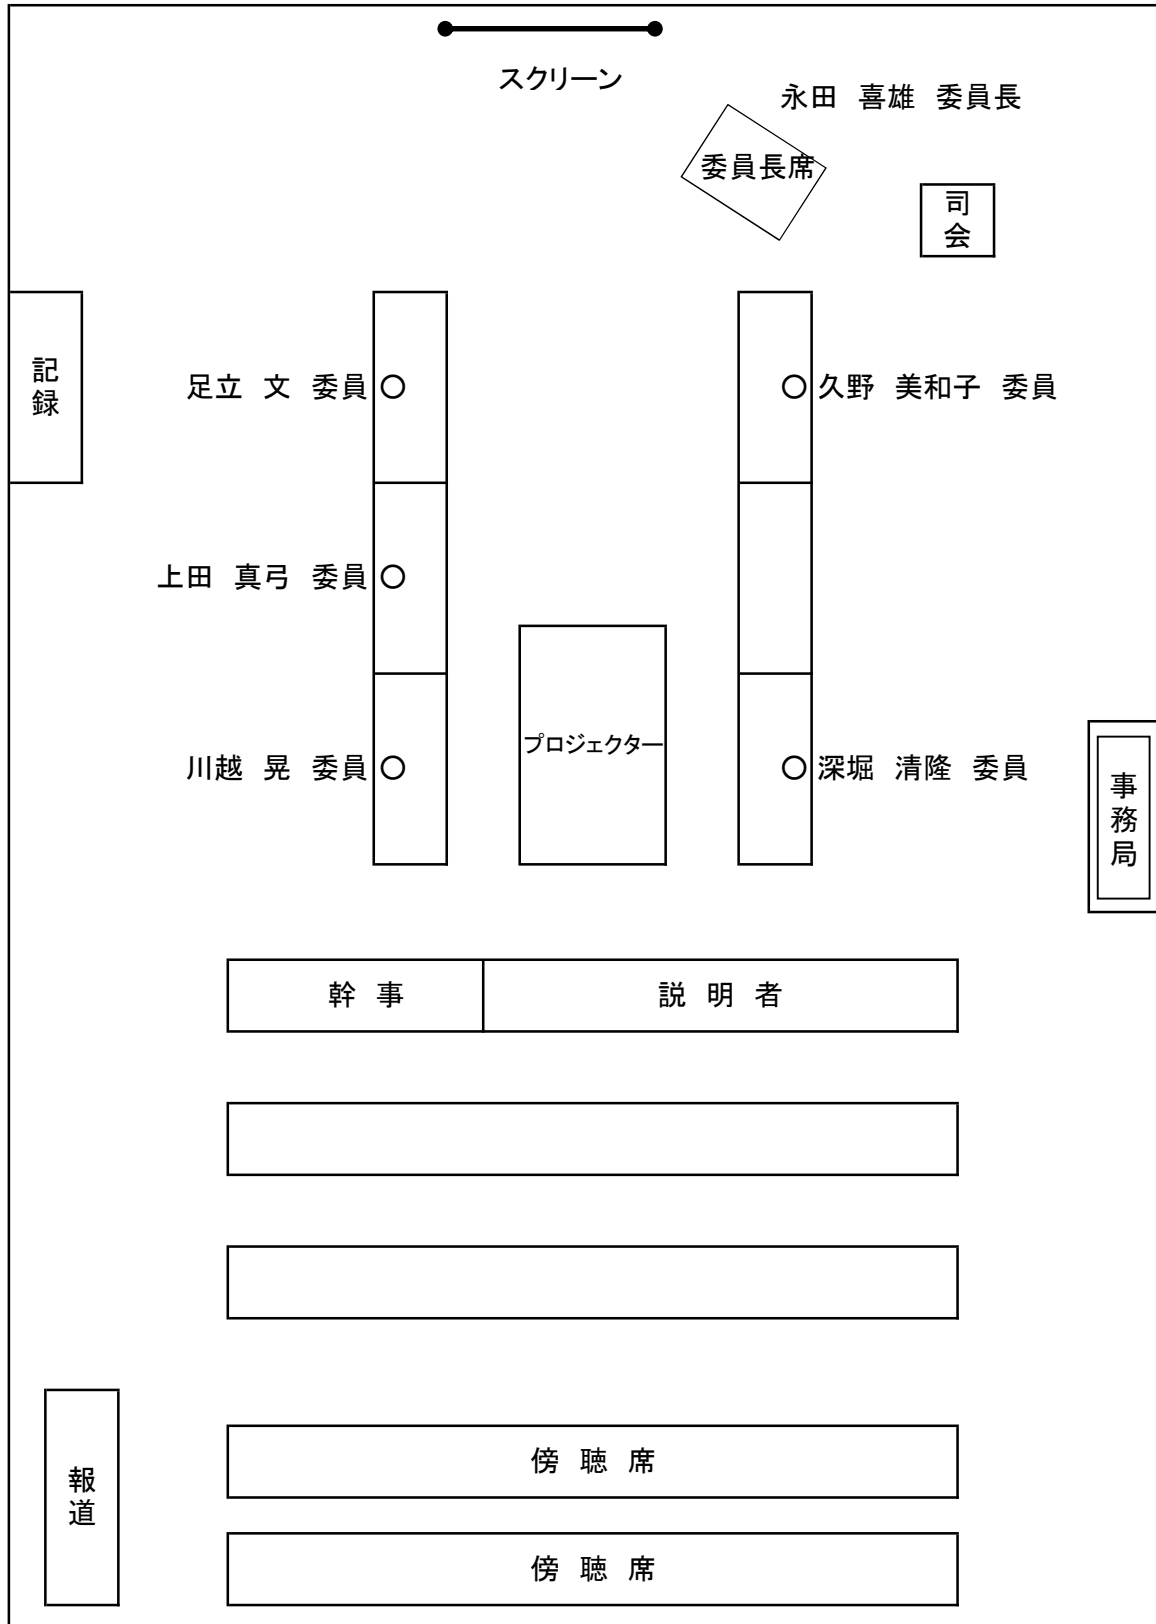 スクリーン
永田 喜雄 委員長
委員長席
司会
記録
足立 文 委員
久野 美和子 委員
上田 真弓 委員
プロジェクター
川越 晃 委員
深堀 清隆 委員
事務局
幹 事
説 明 者
傍 聴 席
報道
傍 聴 席